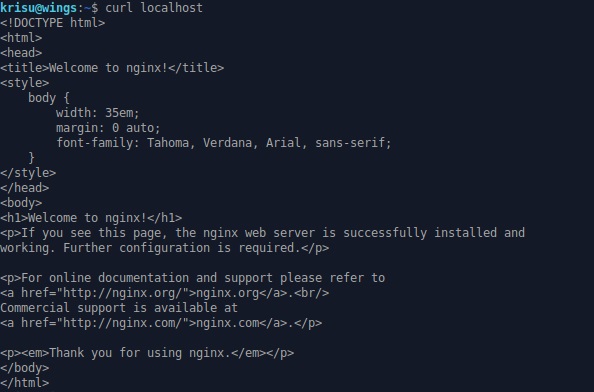 krisu@wings:~$ curl localhost
<!DOCTYPE html>
<html>
<head>
<title>Welcome to nginx!</title>
<style>
    body {
        width: 35em;
        margin: 0 auto;
        font-family: Tahoma, Verdana, Arial, sans-serif;
    }
</style>
</head>
<body>
<h1>Welcome to nginx!</h1>
<p>If you see this page, the nginx web server is successfully installed and
working. Further configuration is required.</p>

<p>For online documentation and support please refer to
<a href="http://nginx.org/">nginx.org</a>.<br/>
Commercial support is available at
<a href="http://nginx.com/">nginx.com</a>.</p>

<p><em>Thank you for using nginx.</em></p>
</body>
</html>